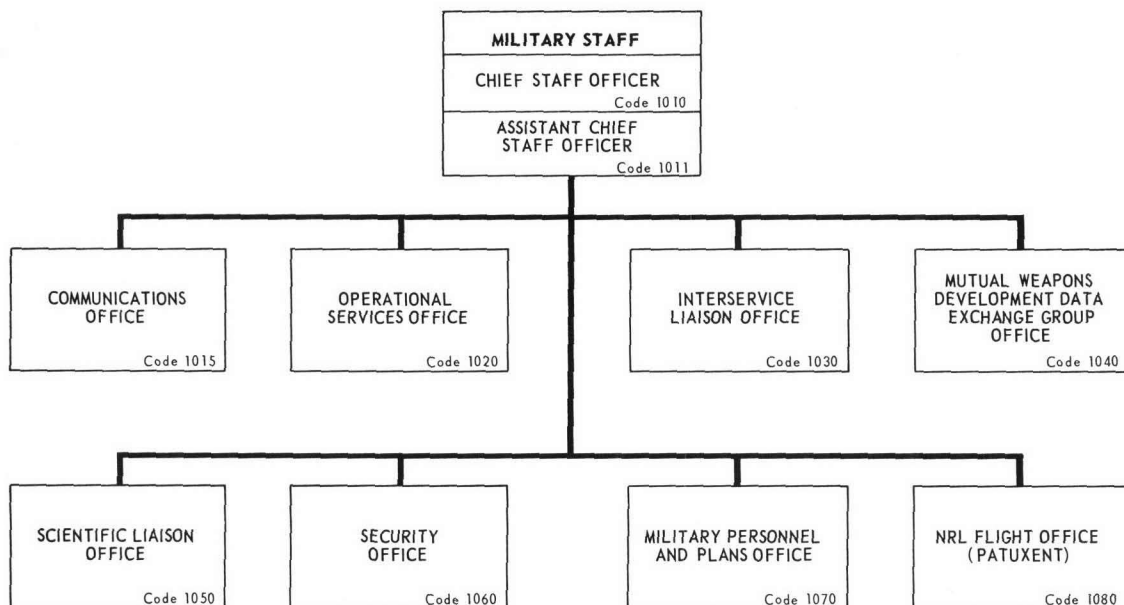 MILITARY STAFF
CHIEF STAFF OFFICER
Code 1010
ASSISTANT CHIEF
STAFF OFFICER
Code 1011
COMMUNICATIONS
OFFICE
Code 1015
OPERATIONAL
SERVICES OFFICE
Code 1020
INTERSERVICE
LIAISON OFFICE
Code 1030
MUTUAL WEAPONS
DEVELOPMENT DATA
EXCHANGE GROUP
OFFICE
Code 1040
SCIENTIFIC LIAISON
OFFICE
Code 1050
SECURITY
OFFICE
Code 1060
MILITARY PERSONNEL
AND PLANS OFFICE
Code 1070
NRL FLIGHT OFFICE
(PATUXENT)
Code 1080